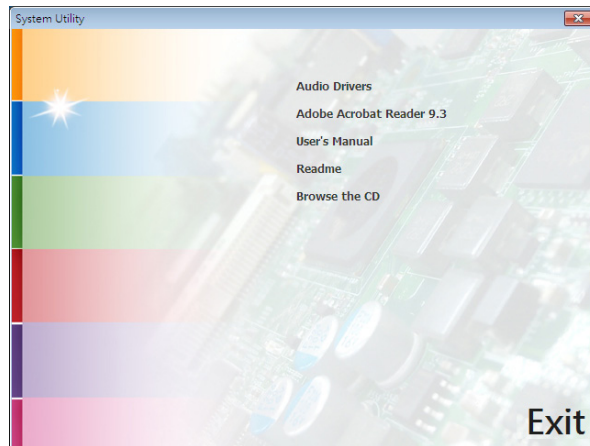 System Utility
Audio Drivers
Adobe Acrobat Reader 9.3
User's Manual
Readme
Browse the CD
Exit